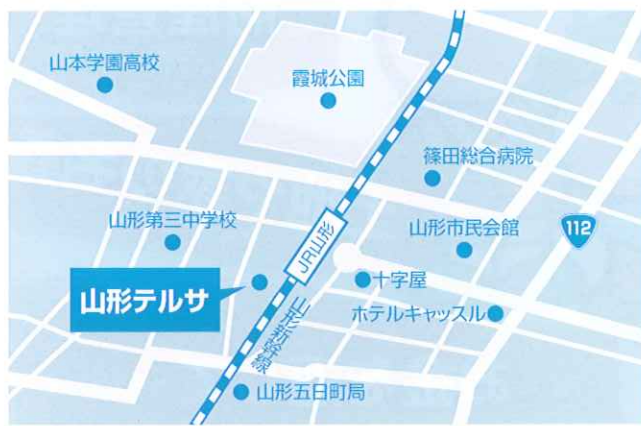 山本学園高校
霞城公園
篠田総合病院
山形第三中学校
JR山形
山形市民会館
112
山形テルサ
十字屋
山形新幹線
ホテルキャッスル
山形五日町局